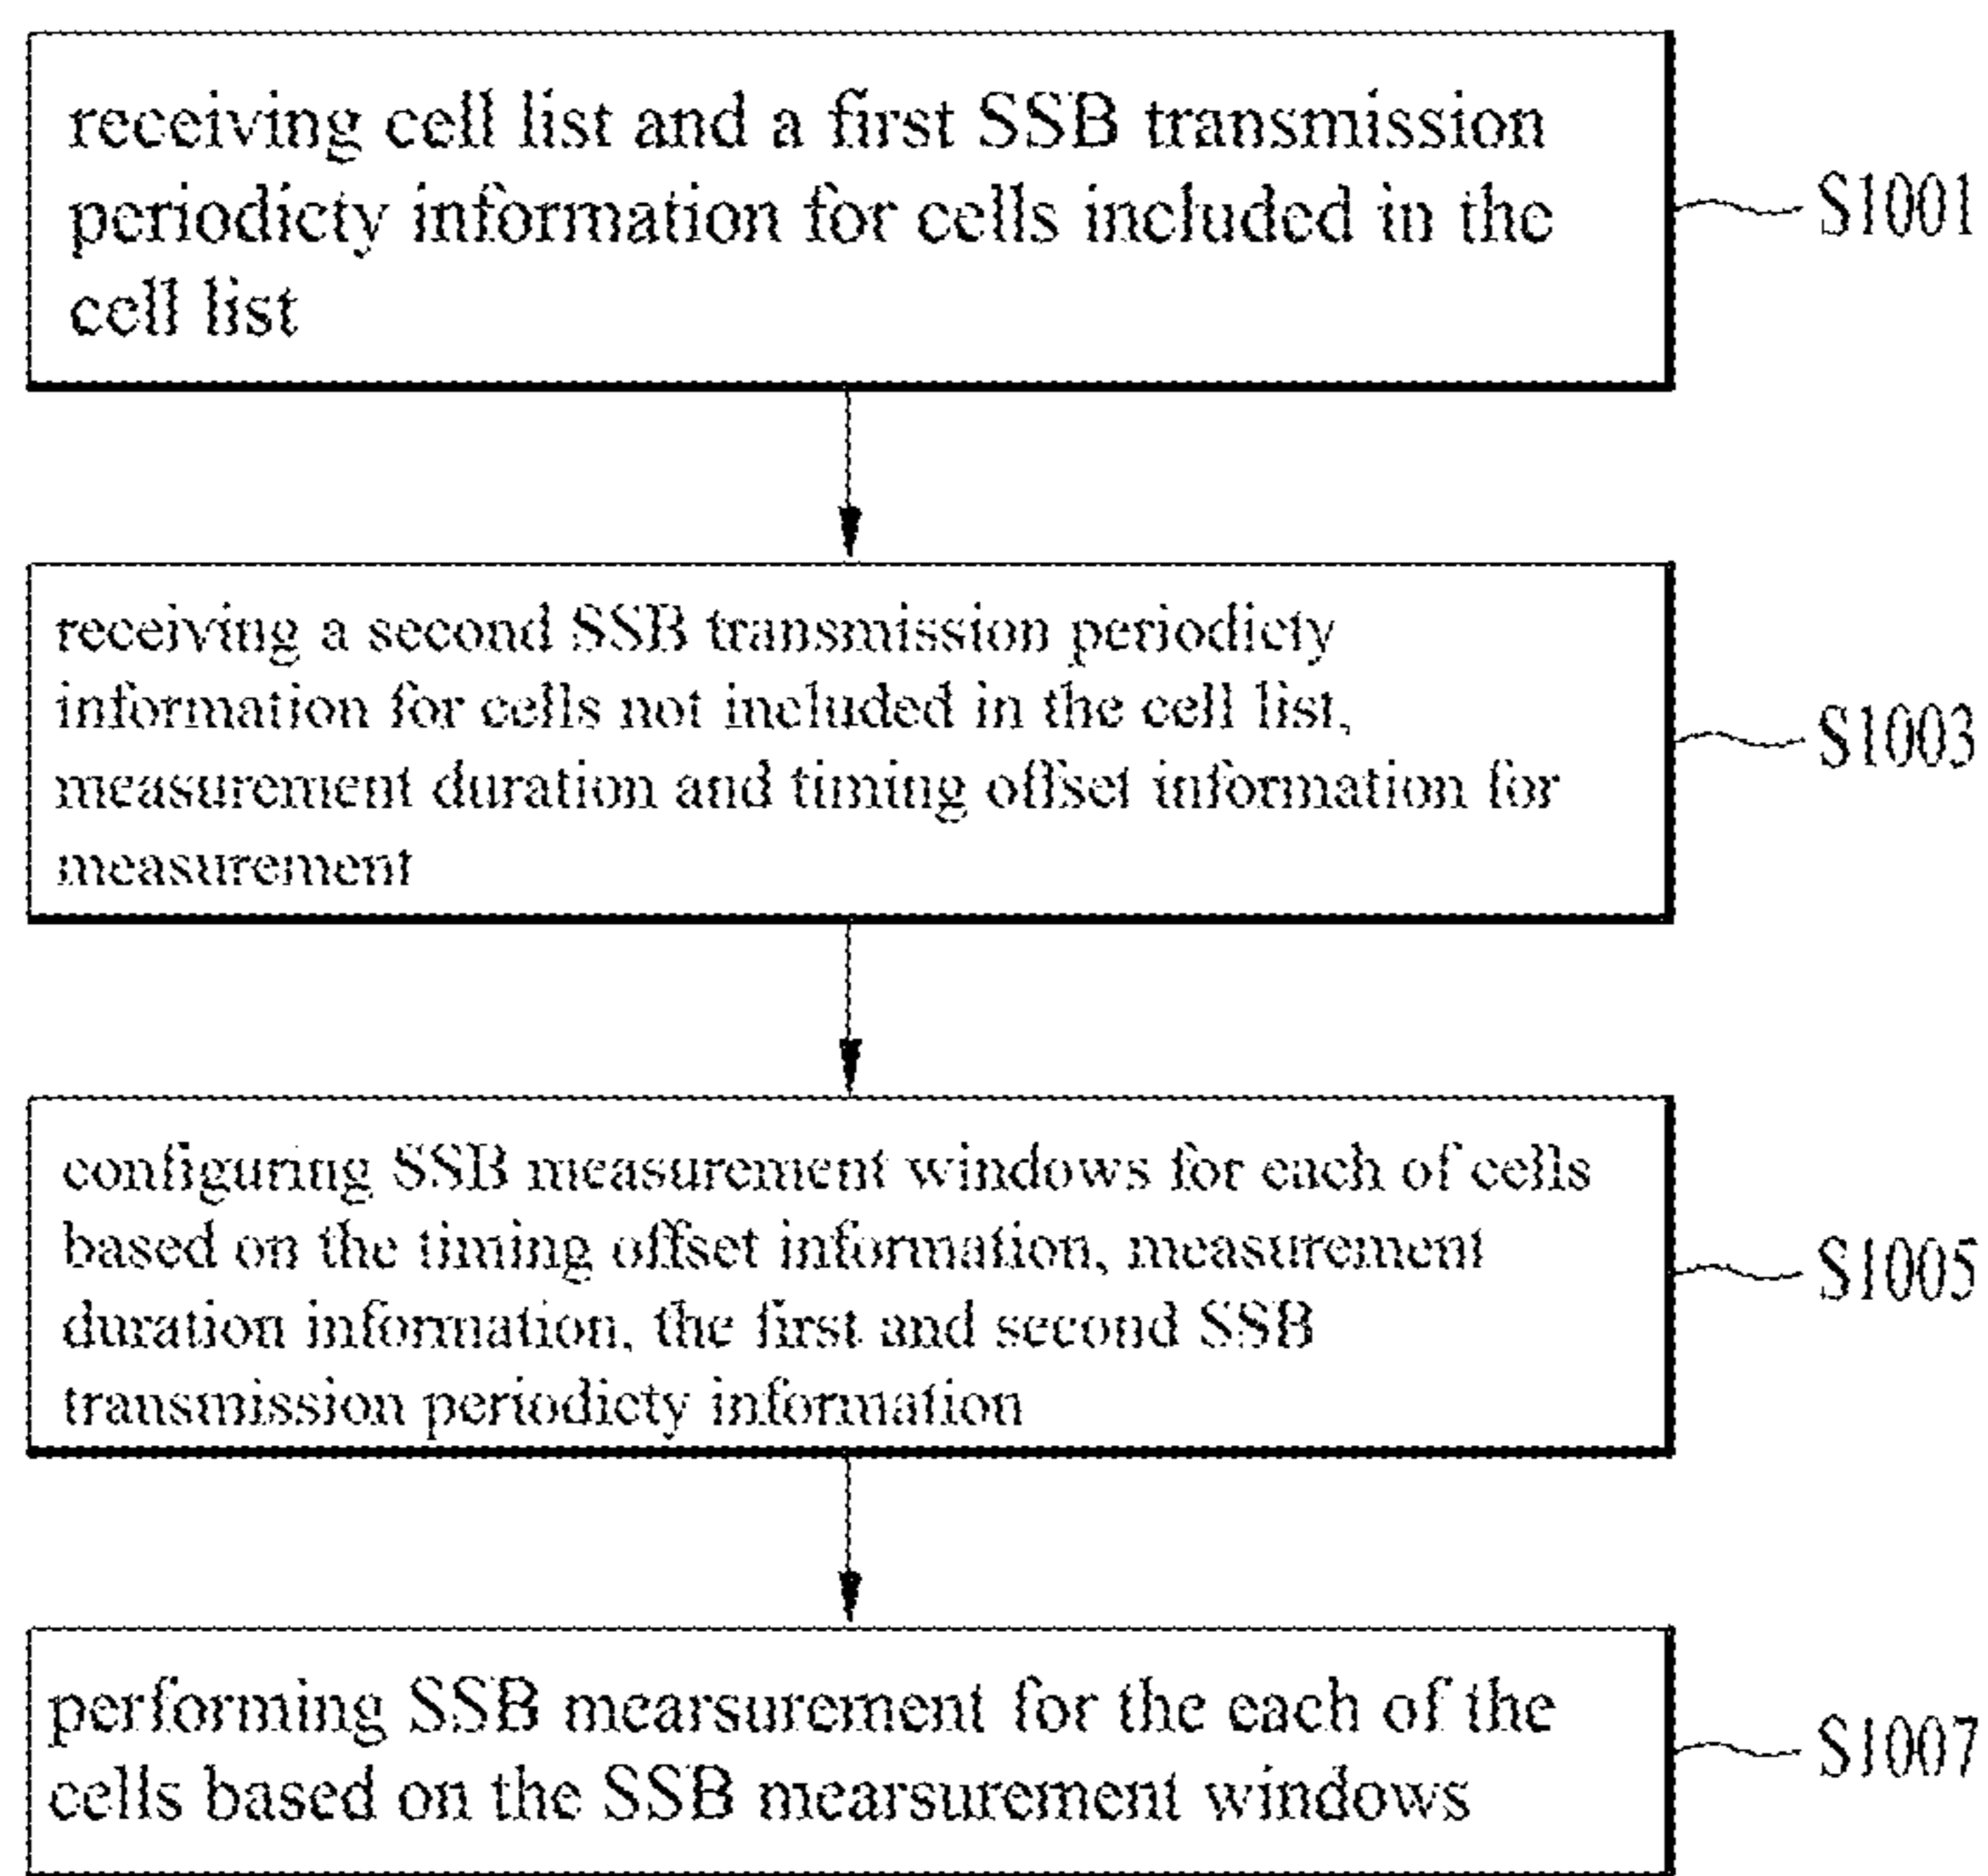 receiving cell list and a first SSB transmission
periodicty information for cells included in the
cell list
S1001
receiving a second SSB transmission periodicty
information for cells not included in the cell list,
measurement duration and timing offset information for
measurement
S1003
configuring SSB measurement windows for each of cells
based on the timing offset information, measurement
duration information, the first and second SSB
transmission periodicty information
S1005
performing SSB mearsurement for the each of the
cells based on the SSB mearsurement windows
S1007